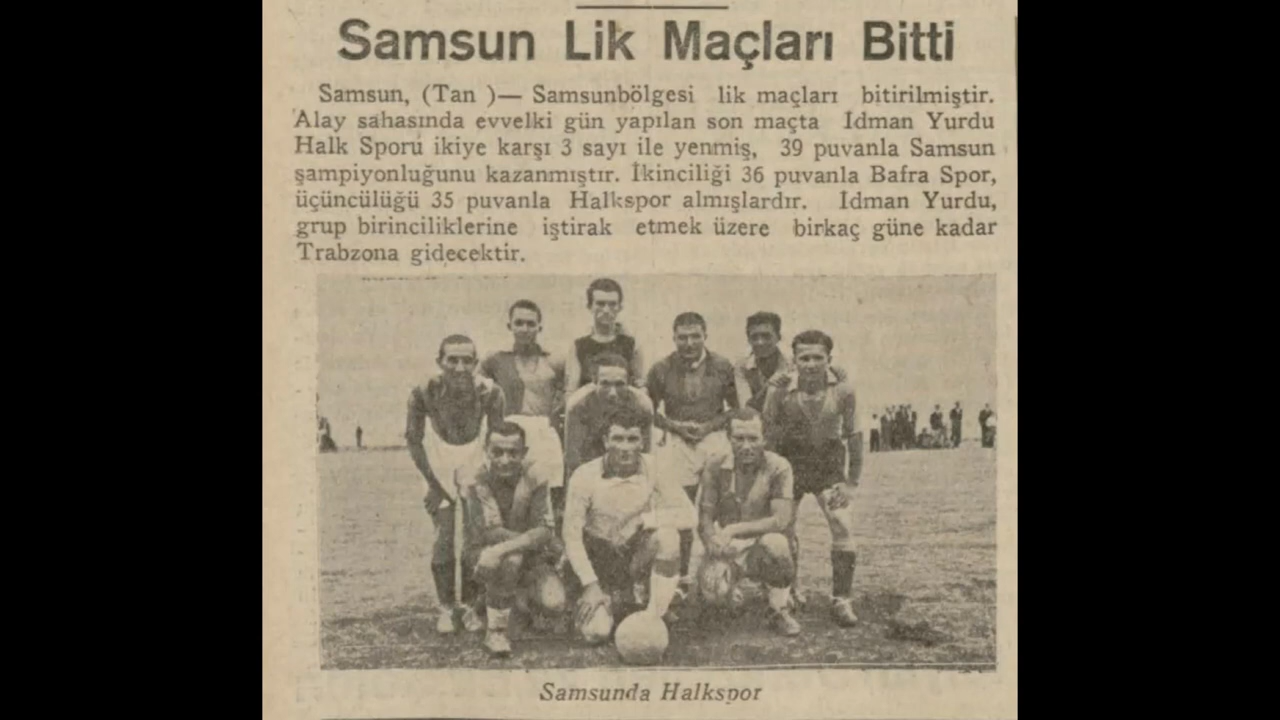 Samsun Lik Maçları Bitti
Samsun, (Tan )— Samsunbölgesi lik maçları bitirilmiştir.
Alay sahasında evvelki gün yapılan son maçta Idman Yurdu
Halk Sporu ikiye karşı 3 sayı ile yenmiş, 39 puvanla Samsun
şampiyonluğunu kazanmıştır. İkinciliği 36 puvanla Bafra Spor,
üçüncülüğü 35 puvanla Halkspor almışlardır. Idman Yurdu,
grup birinciliklerine iştirak etmek üzere birkaç güne kadar
Trabzona gidecektir.
Samsunda Halkspor